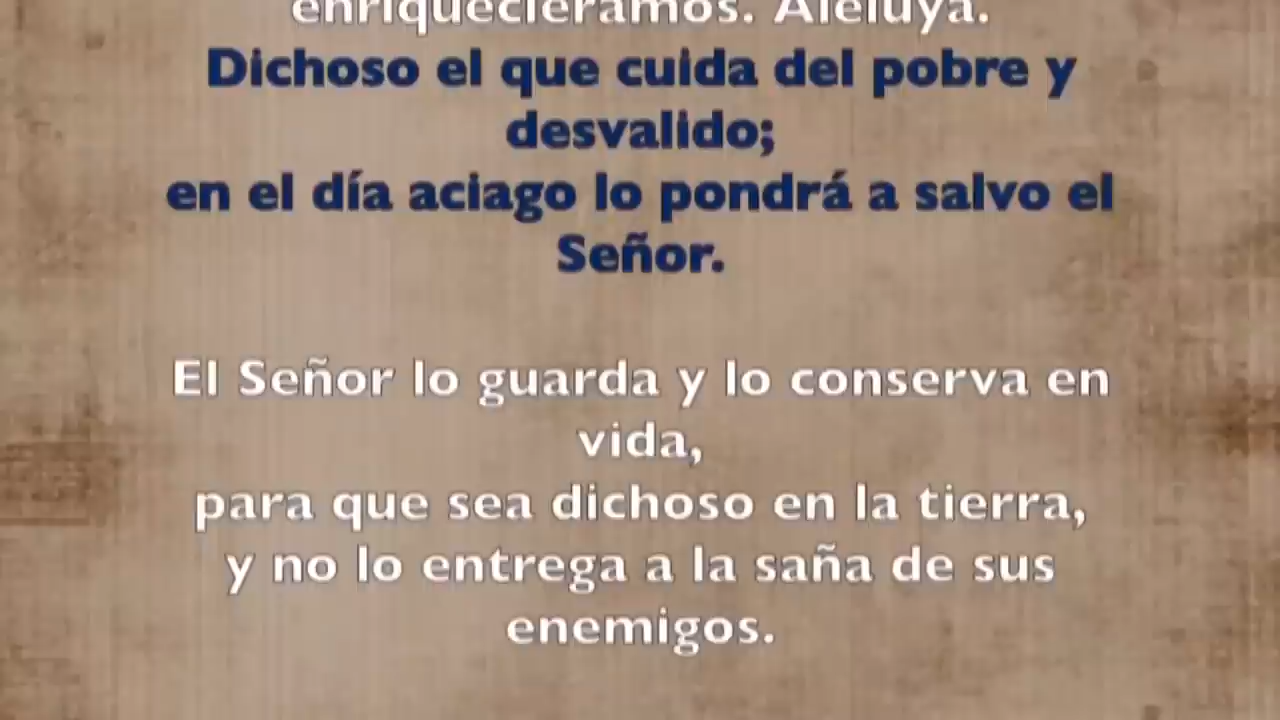 enriqueciéramos. Aleluya.
Dichoso el que cuida del pobre y
desvalido;
en el día aciago lo pondrá a salvo el
Señor.
El Señor lo guarda y lo conserva en
vida,
para que sea dichoso en la tierra,
y no lo entrega a la saña de sus
enemigos.